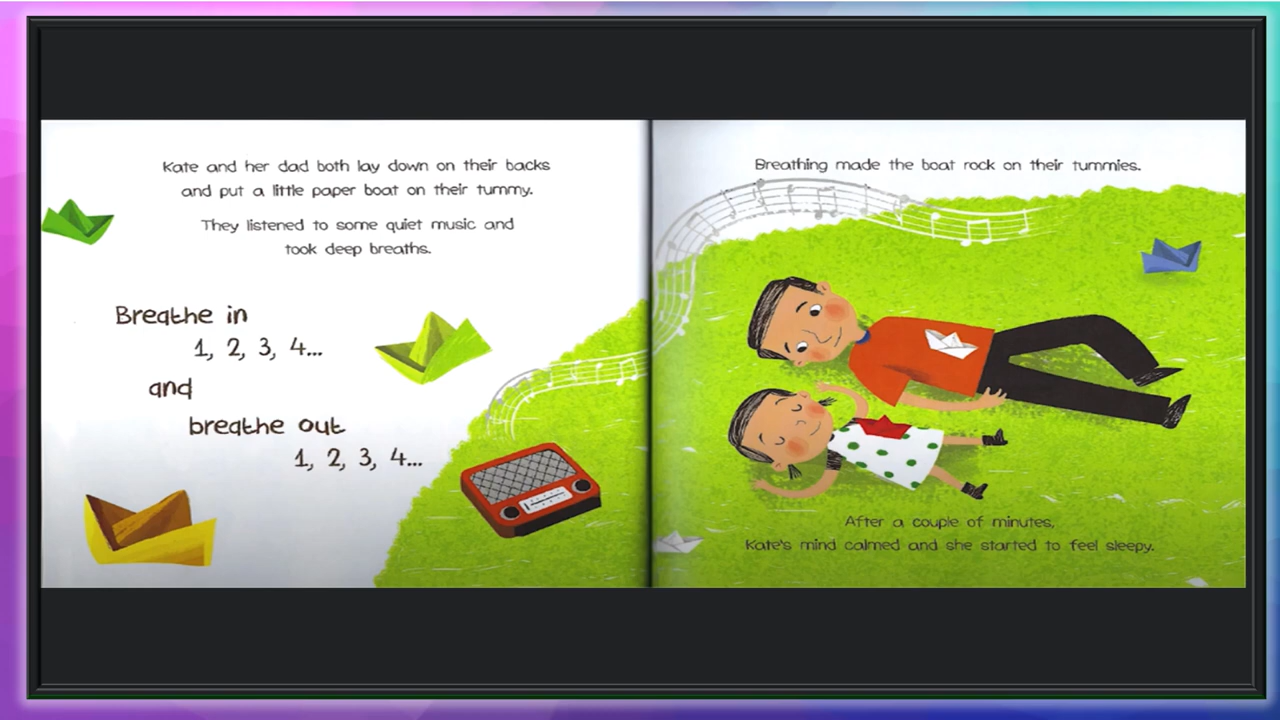 Kate and her dad both lay down on their backs
and put a little paper boat on their tummy.
They listened to some quiet music and
took deep breaths.
Breathe in
1, 2, 3, 4...
and
breathe out
1, 2, 3, 4...
Breathing made the boat rock on their tummies.
After a couple of minutes,
Kate's mind calmed and she started to feel sleepy.